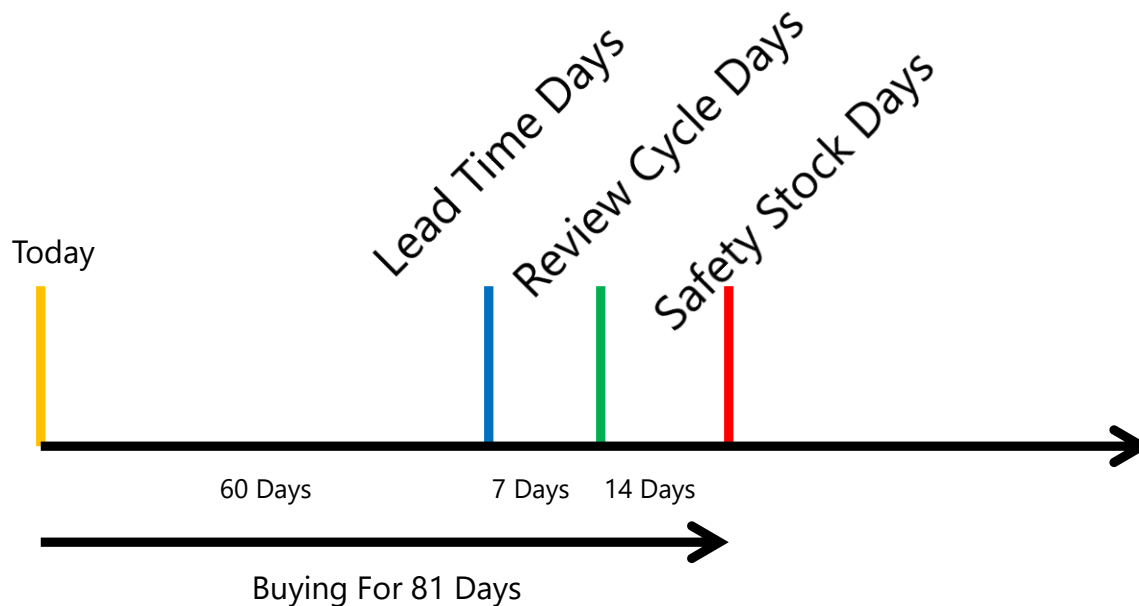 Lead Time Days
Review Cycle Days
Safety Stock Days
Today
60 Days
7 Days
14 Days
Buying For 81 Days